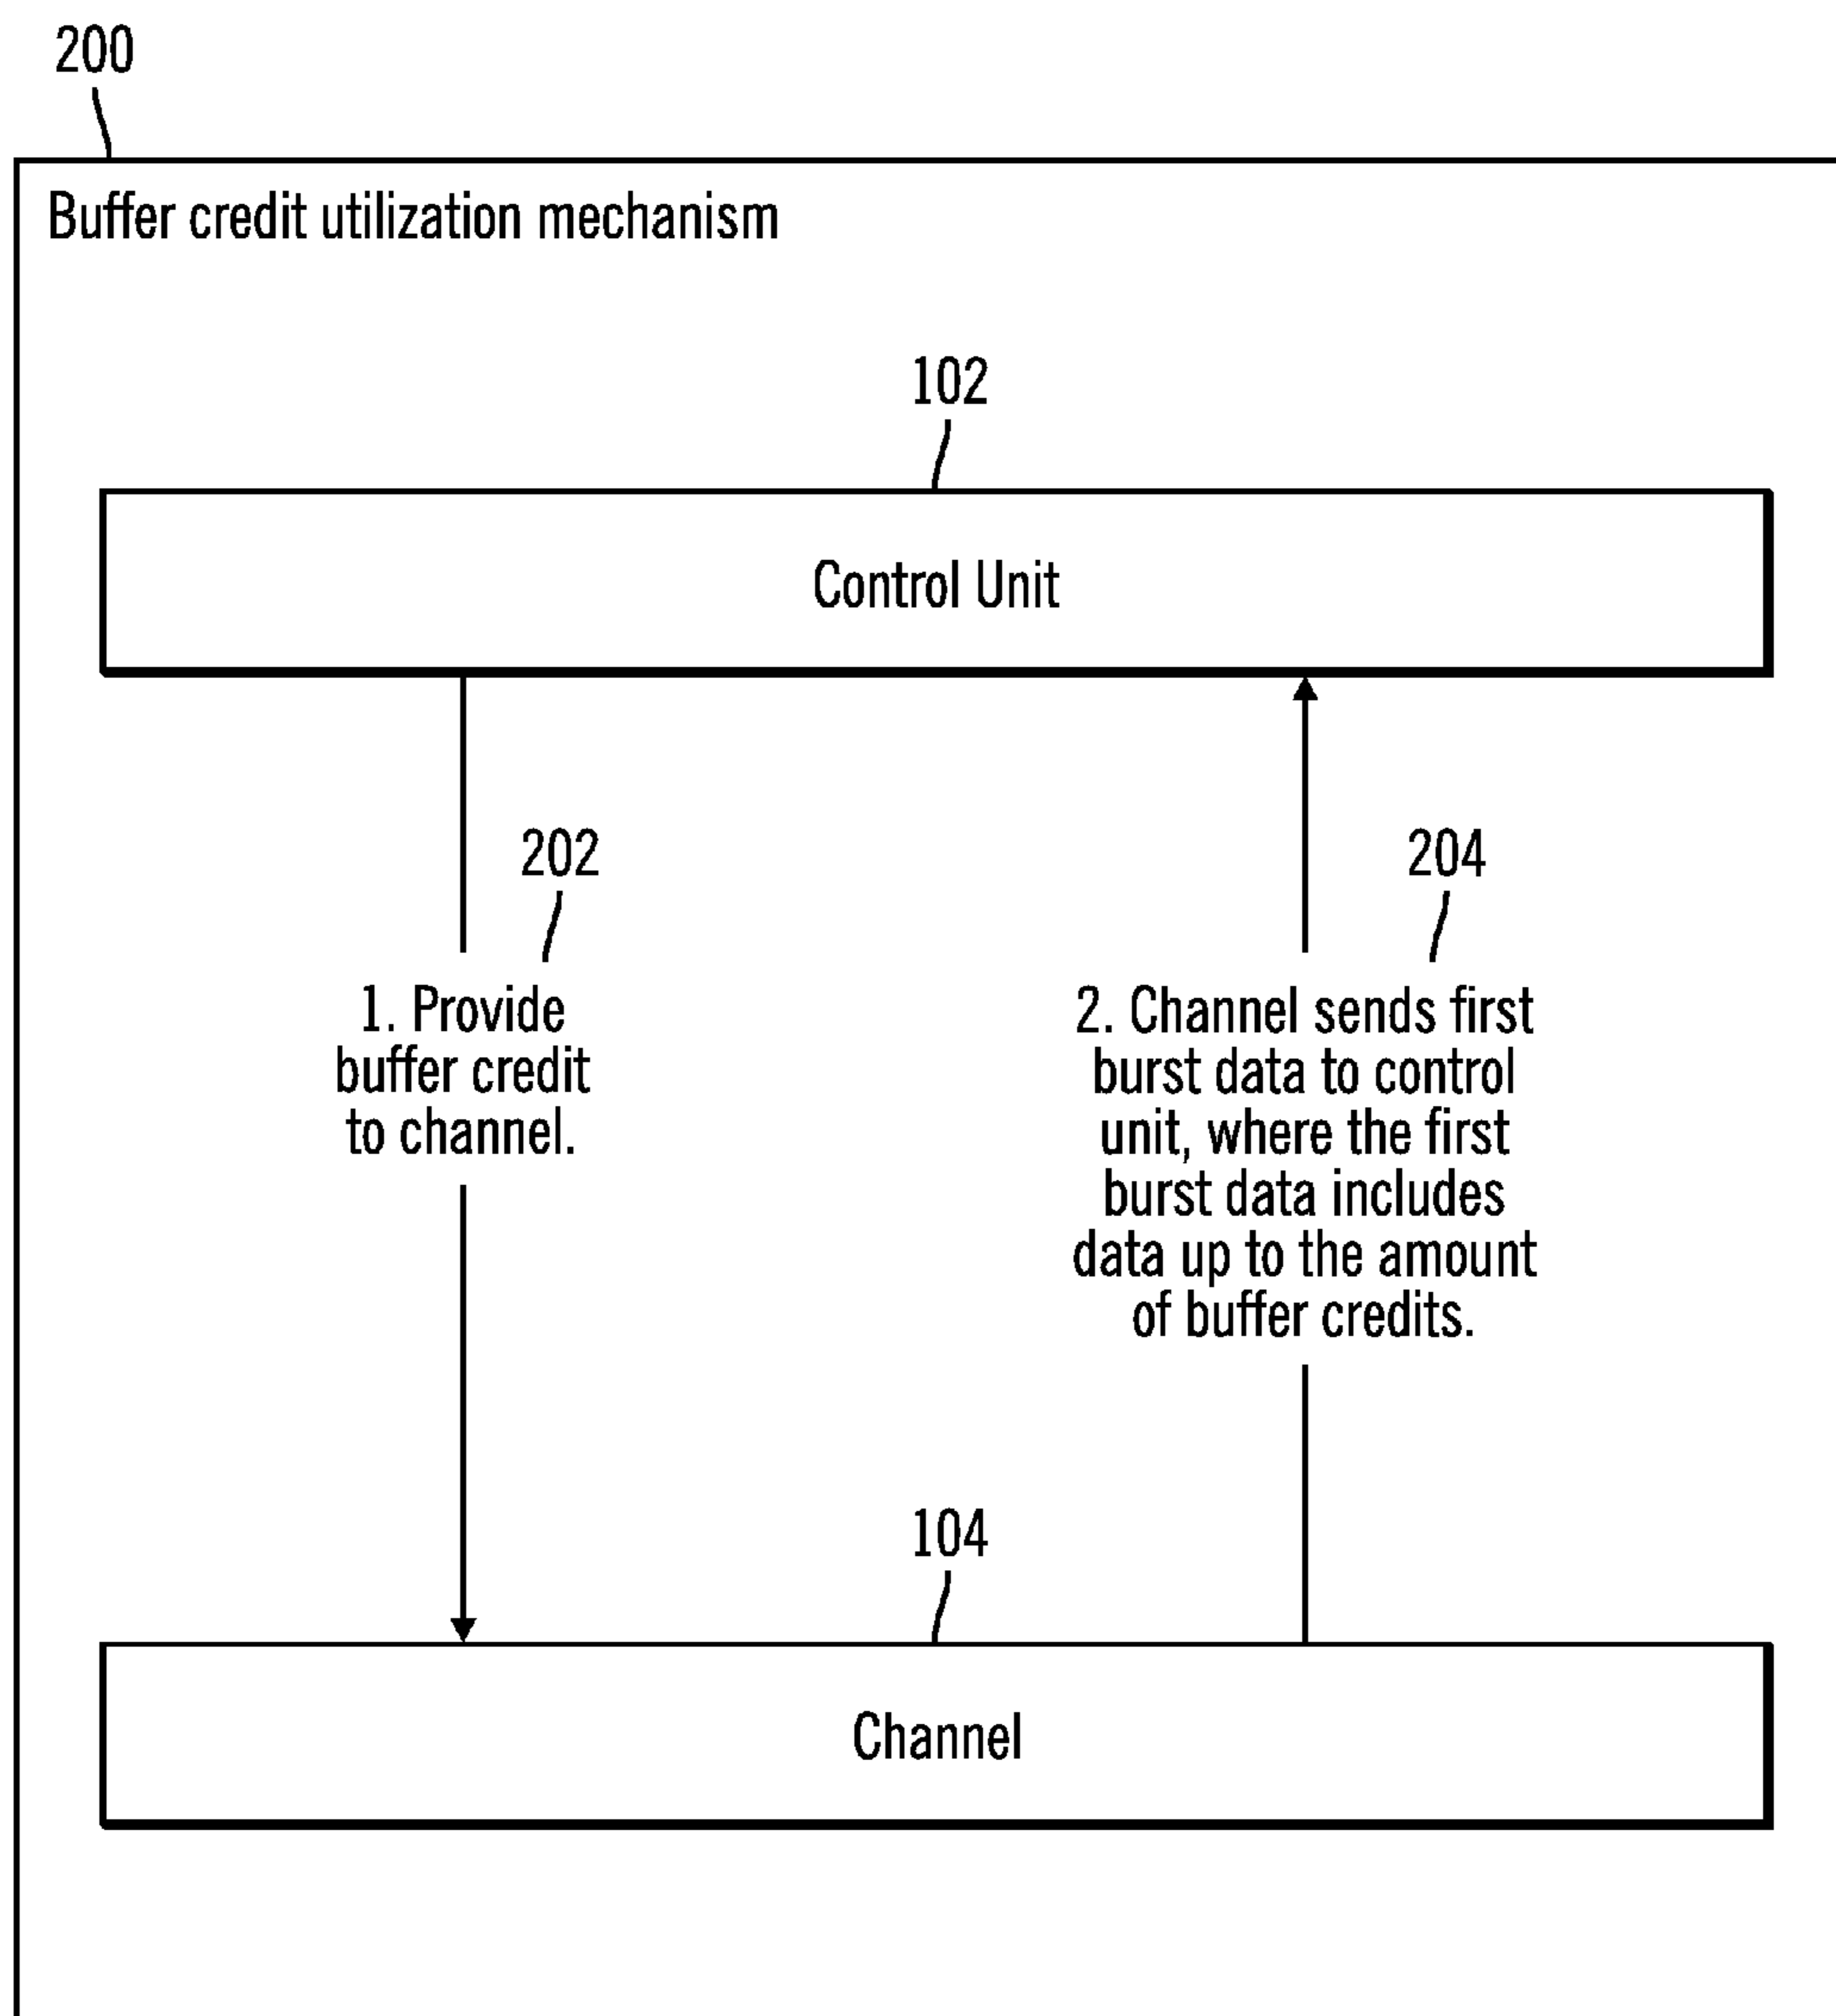 200
Buffer credit utilization mechanism
102
Control Unit
202
1. Provide
buffer credit
to channel.
204
2. Channel sends first
burst data to control
unit, where the first
burst data includes
data up to the amount
of buffer credits.
104
Channel